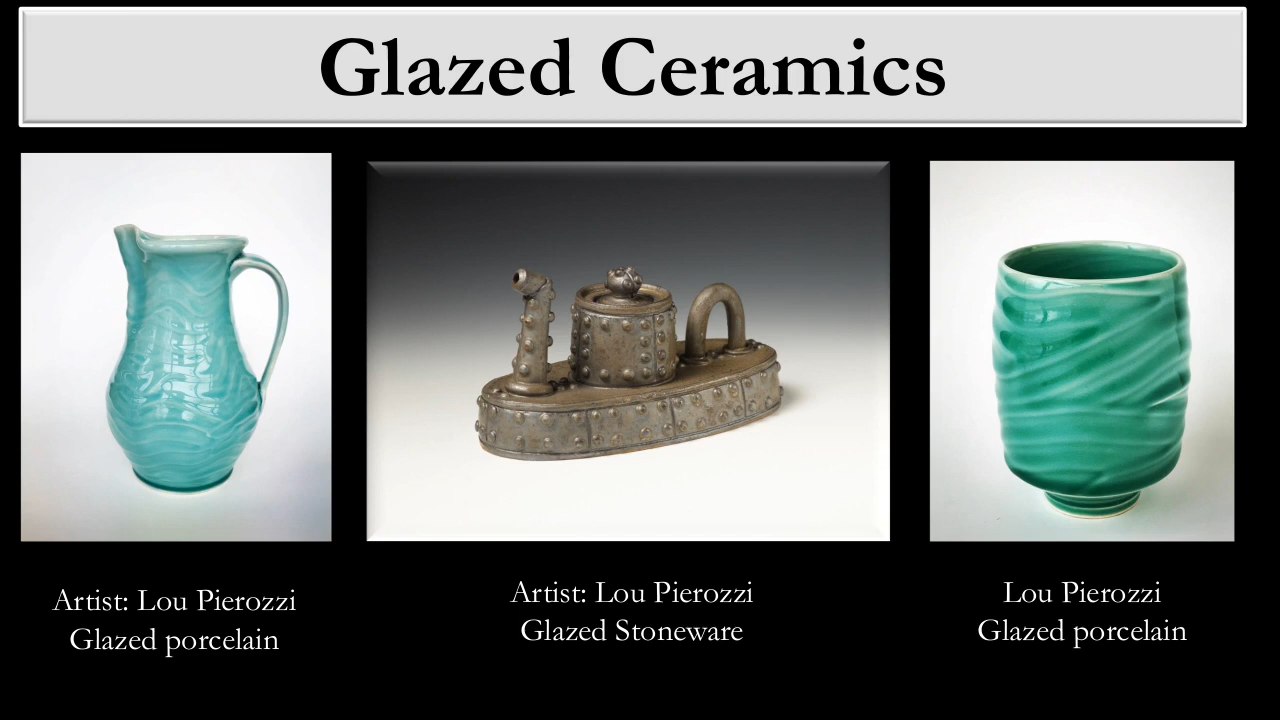 Glazed Ceramics
Artist: Lou Pierozzi
Glazed porcelain
Artist: Lou Pierozzi
Glazed Stoneware
Lou Pierozzi
Glazed porcelain